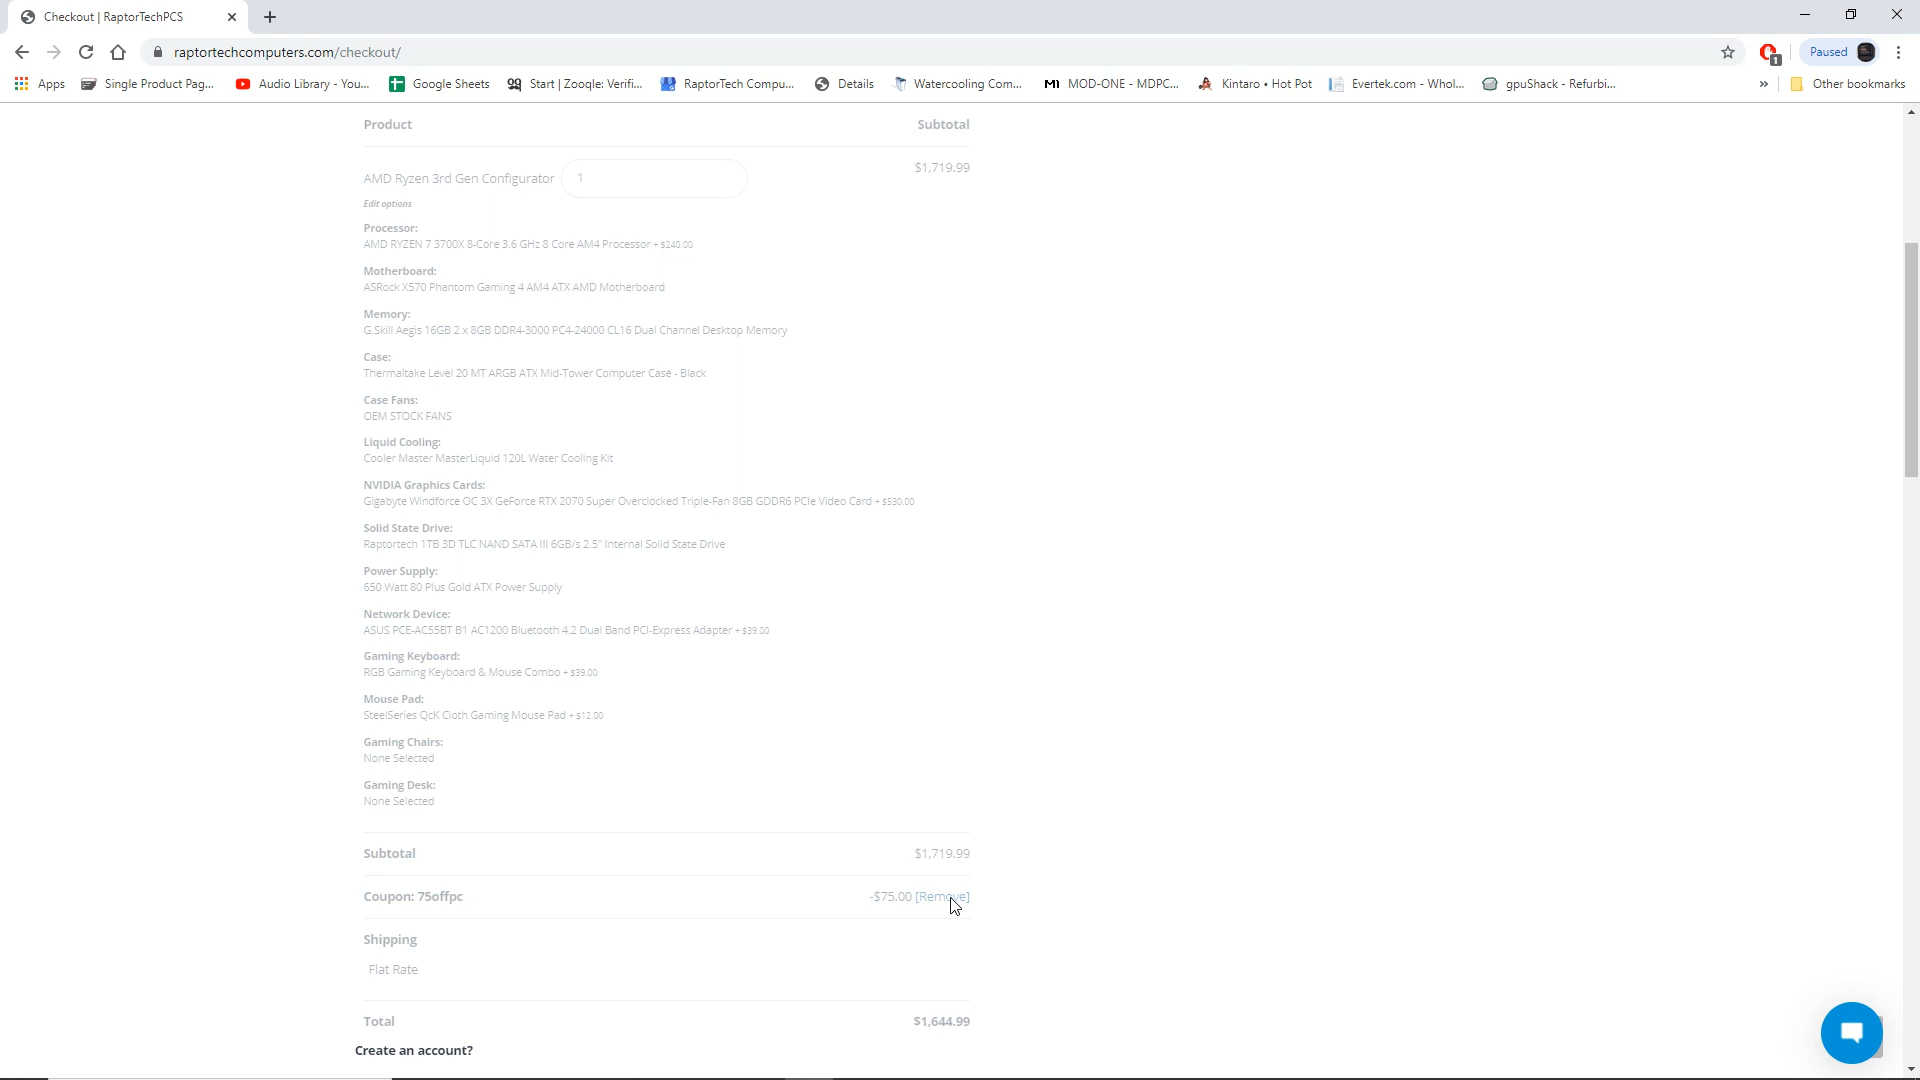 Checkout | RaptorTechPCS
raptortechcomputers.com/checkout/
Paused
1
Apps
Single Product Pag...
Audio Library - You...
Google Sheets
Start | Zoogle: Verifi...
RaptorTech Compu...
Details
Watercooling Com...
MOD-ONE - MDPC...
Kintaro • Hot Pot
Evertek.com - Whol...
gpuShack - Refurbi...
»
Other bookmarks
Product Subtotal
AMD Ryzen 3rd Gen Configurator 1 $1,719.99
Edit options
Processor:
AMD RYZEN 7 3700X 8-Core 3.6 GHz 8 Core AM4 Processor + $240.00
Motherboard:
ASRock X570 Phantom Gaming 4 AM4 ATX AMD Motherboard
Memory:
G.Skill Aegis 16GB 2 x 8GB DDR4-3000 PC4-24000 CL16 Dual Channel Desktop Memory
Case:
Thermaltake Level 20 MT ARGB ATX Mid-Tower Computer Case - Black
Case Fans:
OEM STOCK FANS
Liquid Cooling:
Cooler Master MasterLiquid 120L Water Cooling Kit
NVIDIA Graphics Cards:
Gigabyte Windforce OC 3X GeForce RTX 2070 Super Overclocked Triple-Fan 8GB GDDR6 PCIe Video Card + $530.00
Solid State Drive:
Raptortech 1TB 3D TLC NAND SATA III 6GB/s 2.5" Internal Solid State Drive
Power Supply:
650 Watt 80 Plus Gold ATX Power Supply
Network Device:
ASUS PCE-AC55BT B1 AC1200 Bluetooth 4.2 Dual Band PCI-Express Adapter + $39.00
Gaming Keyboard:
RGB Gaming Keyboard & Mouse Combo + $39.00
Mouse Pad:
SteelSeries QcK Cloth Gaming Mouse Pad + $12.00
Gaming Chairs:
None Selected
Gaming Desk:
None Selected
Subtotal $1,719.99
Coupon: 75offpc -$75.00 [Remove]
Shipping
Flat Rate
Total $1,644.99
Create an account?